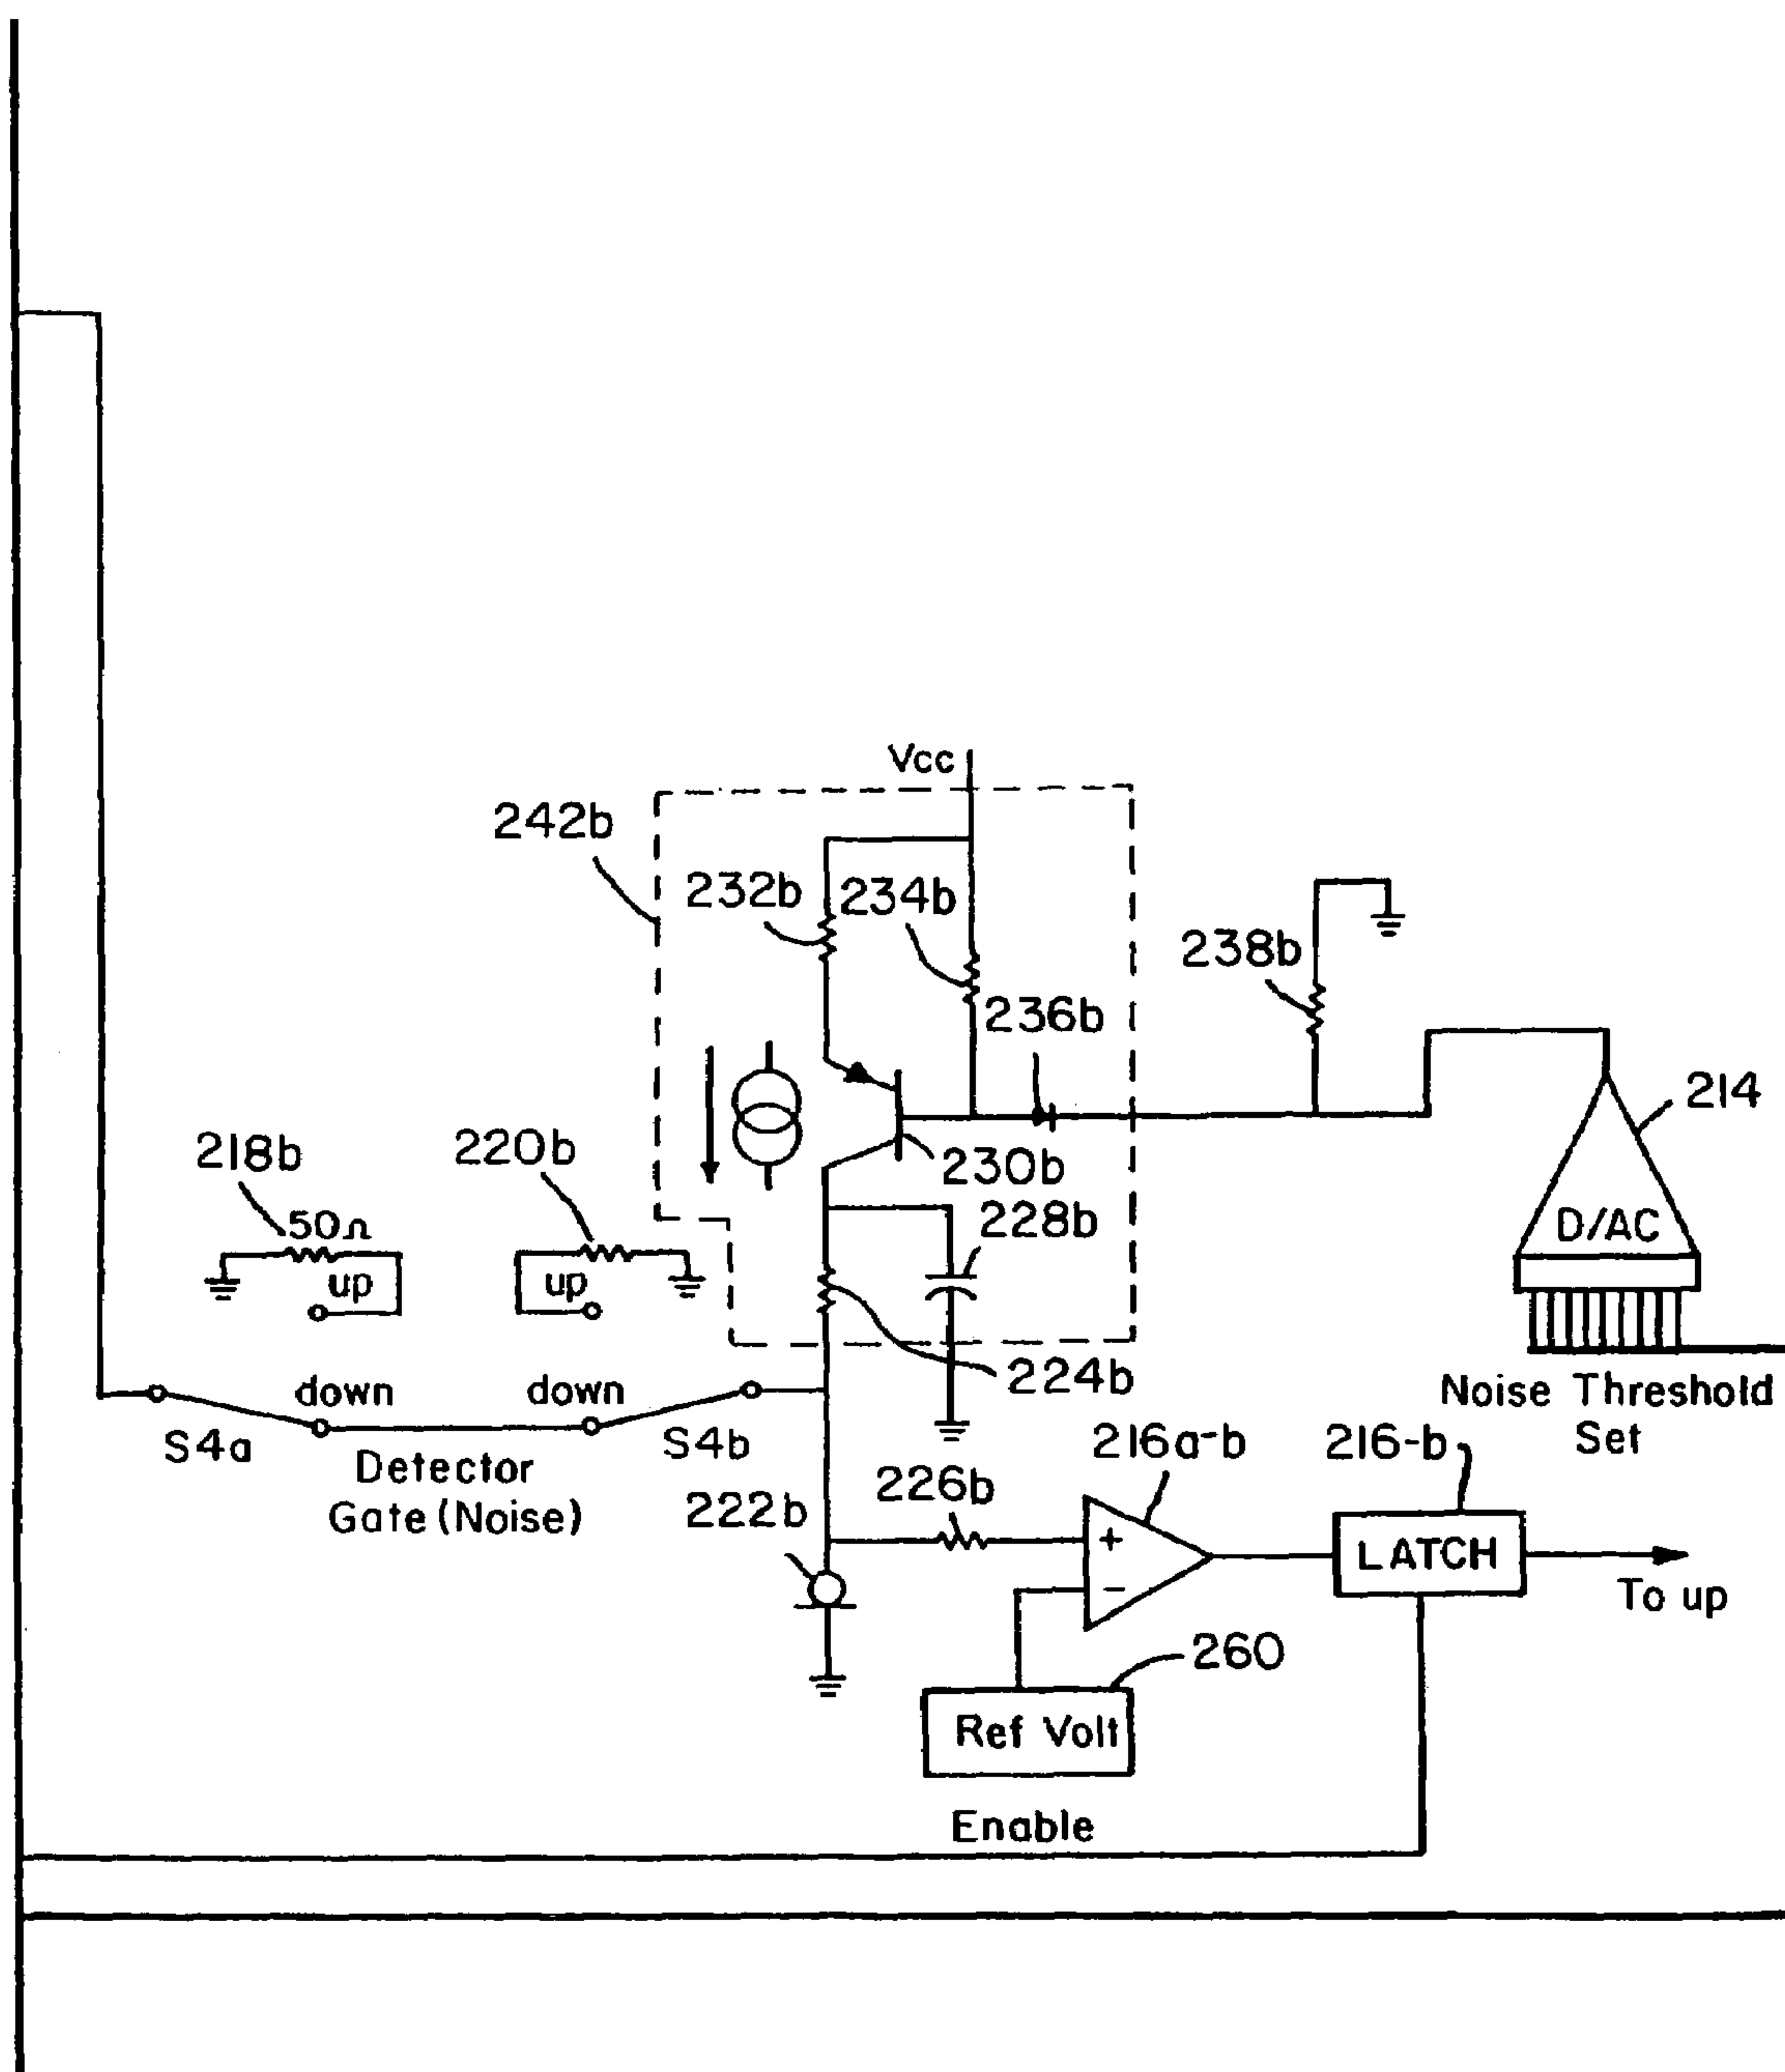 Vcc
242b
232b
234b
238b
236b
214
218b
220b
230b
50Ω
228b
D/AC
up
up
224b
down
down
Noise Threshold
Set
S4a
S4b
216a-b
216-b
Detector
Gate (Noise)
226b
222b
+
LATCH
−
To up
260
Ref Volt
Enable